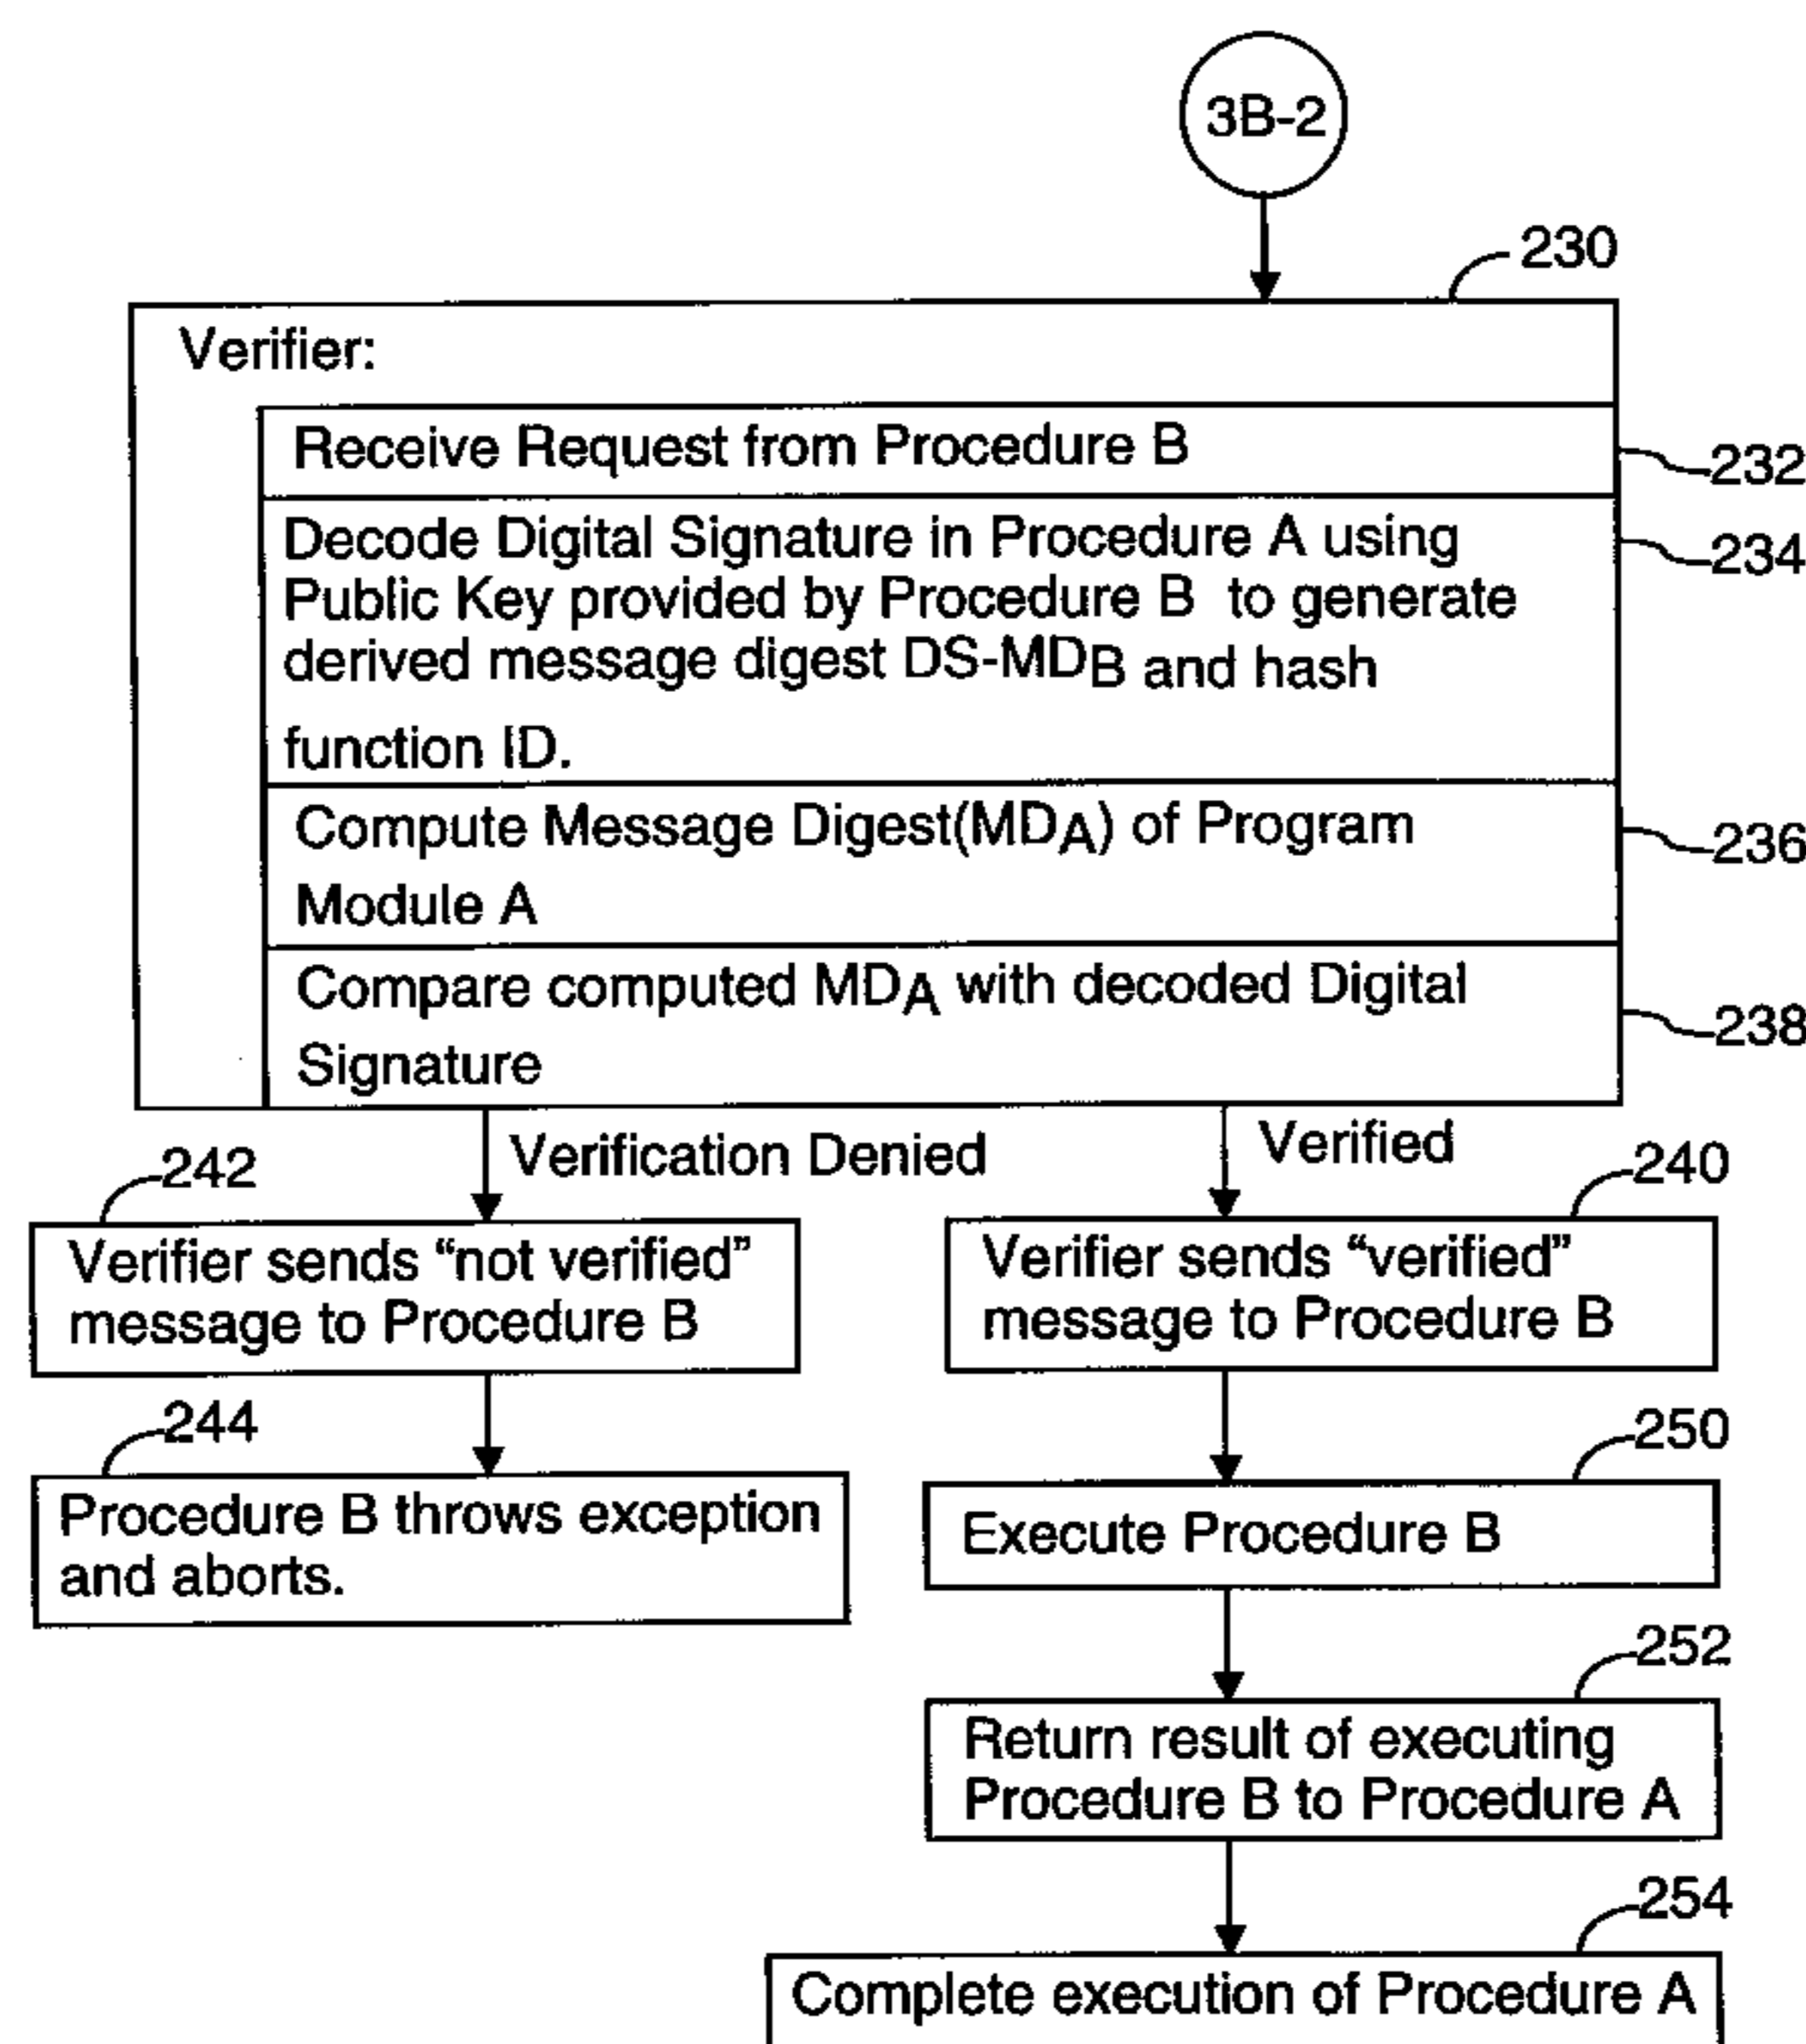 3B-2
230
Verifier:
Receive Request from Procedure B
232
Decode Digital Signature in Procedure A using
Public Key provided by Procedure B to generate
derived message digest DS-MDB and hash
function ID.
234
Compute Message Digest(MDA) of Program
Module A
236
Compare computed MDA with decoded Digital
Signature
238
Verification Denied
Verified
242
Verifier sends “not verified”
message to Procedure B
240
Verifier sends “verified”
message to Procedure B
244
Procedure B throws exception
and aborts.
250
Execute Procedure B
252
Return result of executing
Procedure B to Procedure A
254
Complete execution of Procedure A